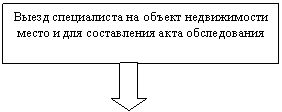 Выезд специалиста на объект недвижимости
место и для составления акта обследования